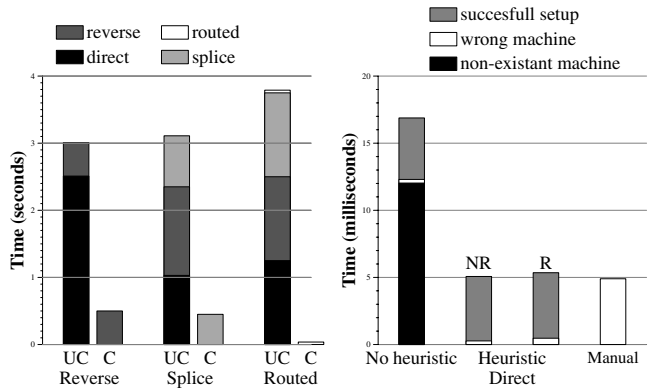 reverse routed
direct splice
Time (seconds)
4
3
2
1
0
UC C UC C UC C
Reverse Splice Routed
succesfull setup
wrong machine
non-existant machine
Time (milliseconds)
20
15
10
5
0
NR R
No heuristic Heuristic Manual
Direct